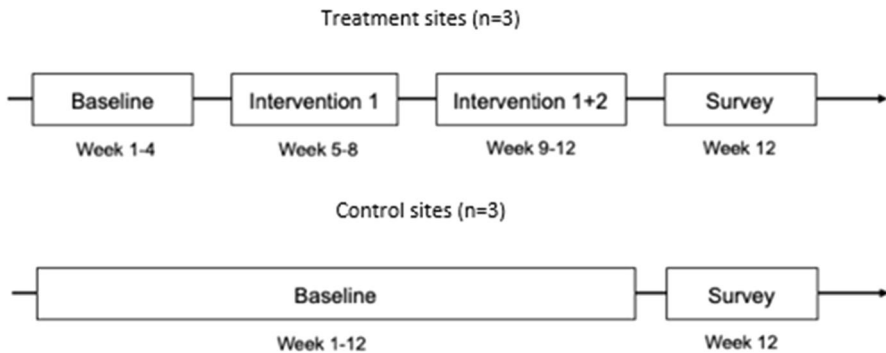 Treatment sites (n=3)
Baseline Intervention 1 Intervention 1+2 Survey
Week 1-4 Week 5-8 Week 9-12 Week 12
Control sites (n=3)
Baseline Survey
Week 1-12 Week 12